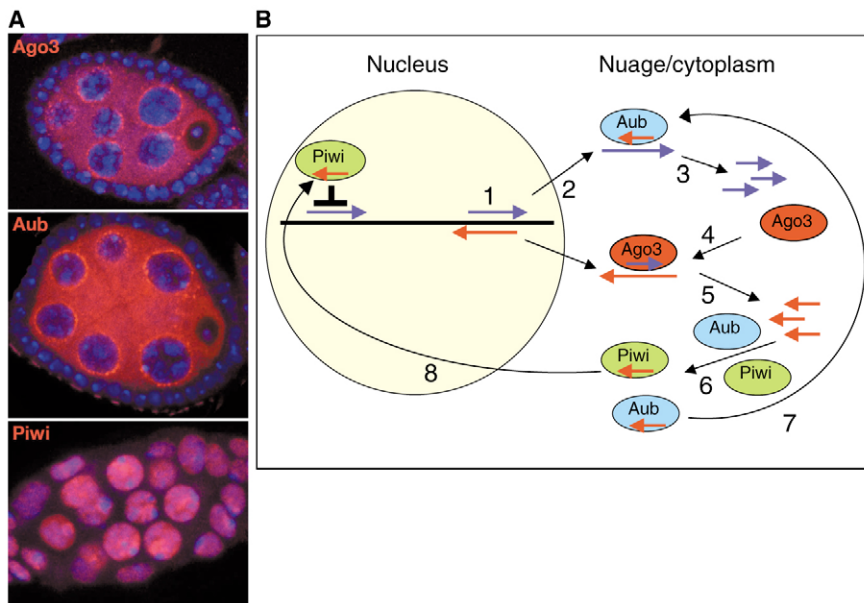 A
Ago3
Aub
Piwi
B
Nucleus
Nuage/cytoplasm
Aub
Piwi
1
2
3
Ago3
Ago3
4
5
Aub
Piwi
Piwi
6
8
Aub
7